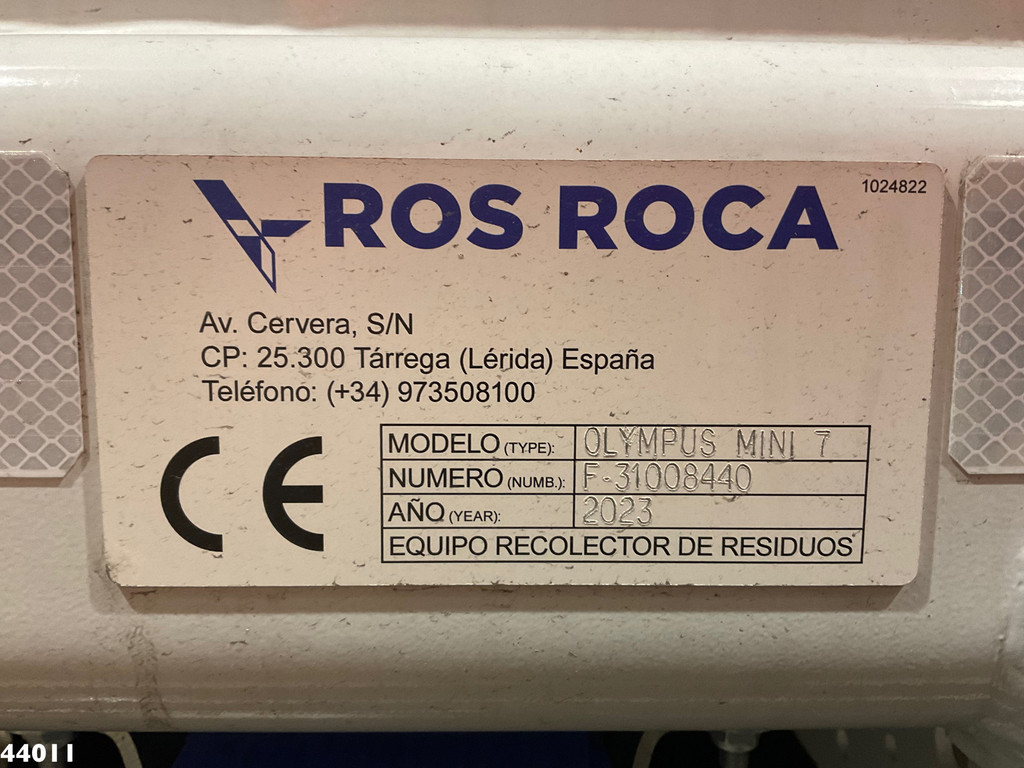 ROS ROCA
1024822
Av. Cervera, S/N
CP: 25.300 Tárrega (Lérida) España
Teléfono: (+34) 973508100
CE
MODELO (TYPE): OLYMPUS MINI 7
NUMERO (NUMB.): F-31008440
AÑO (YEAR): 2023
EQUIPO RECOLECTOR DE RESIDUOS
44011